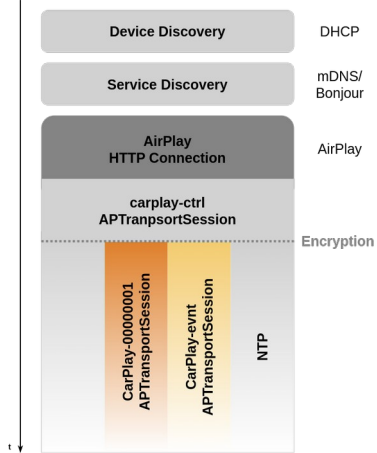 Device Discovery
DHCP
Service Discovery
mDNS/
Bonjour
AirPlay
HTTP Connection
AirPlay
carplay-ctrl
APTranpsortSession
Encryption
CarPlay-00000001
APTransportSession
CarPlay-evnt
APTransportSession
NTP
t